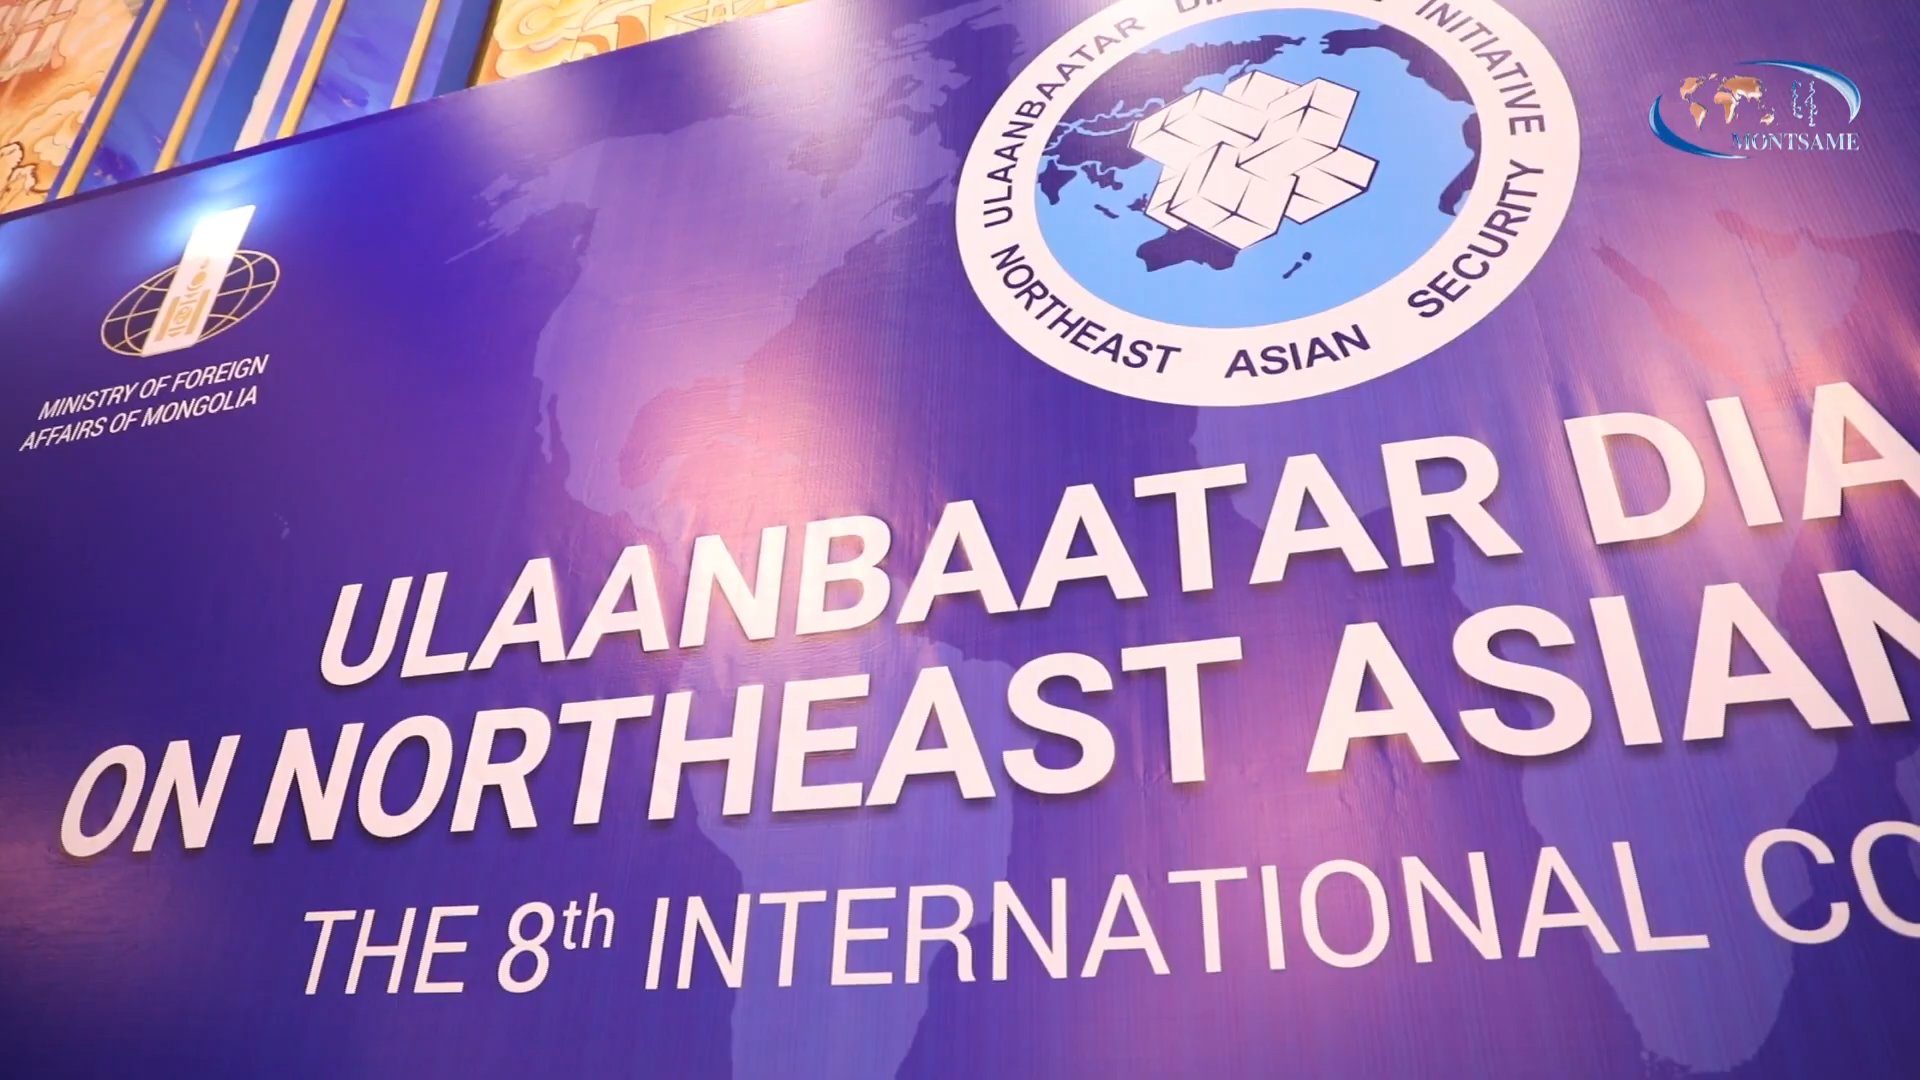 ULAANBAATAR INITIATIVE
NORTHEAST ASIAN SECURITY
MONTSAME
MINISTRY OF FOREIGN
AFFAIRS OF MONGOLIA
ULAANBAATAR DIA
ON NORTHEAST ASIAN
THE 8th INTERNATIONAL CO